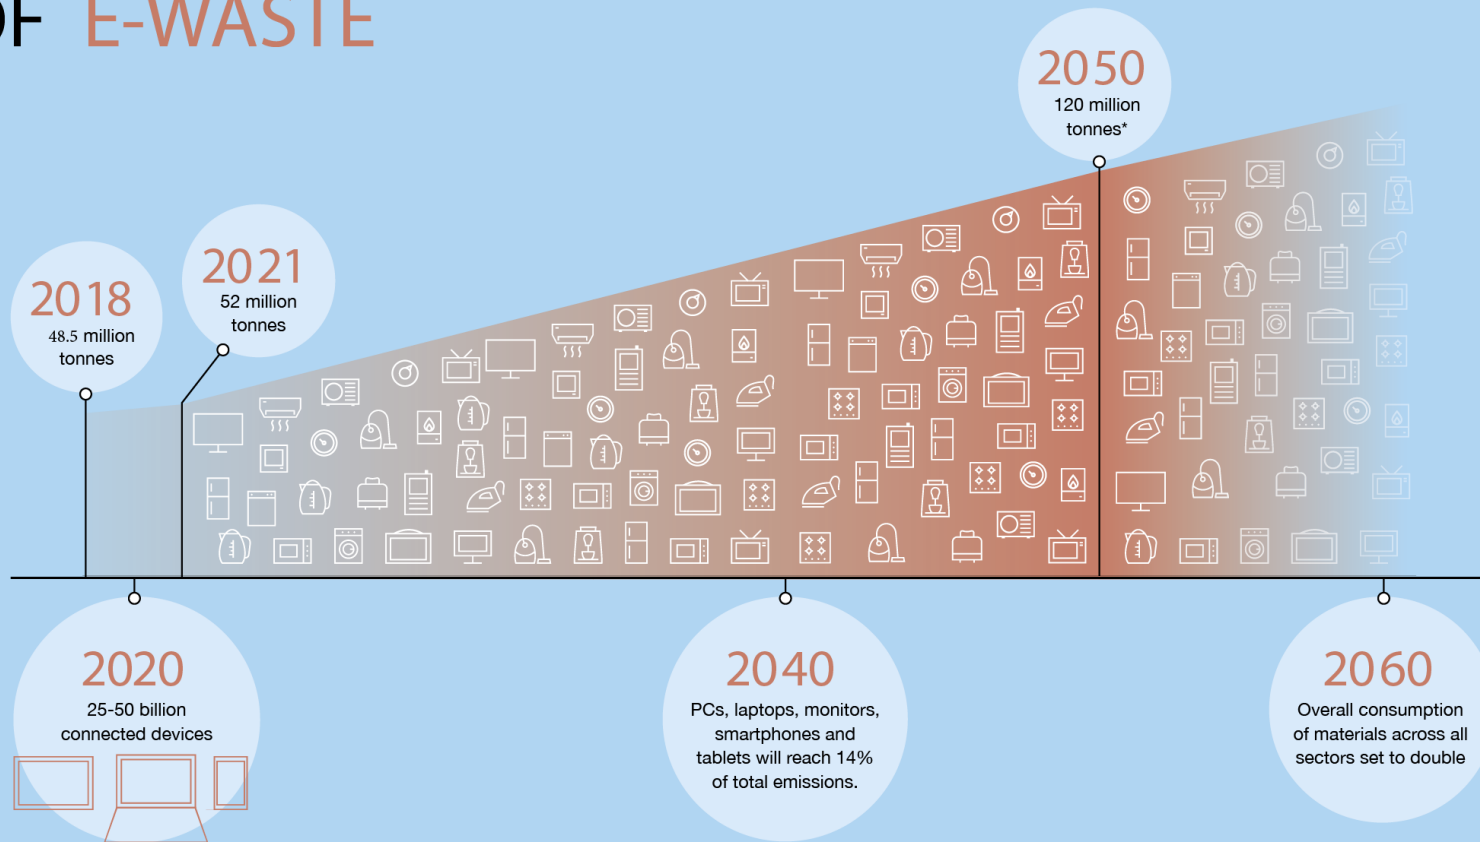 OF E-WASTE
2050
120 million
tonnes*
2021
52 million
tonnes
2018
48.5 million
tonnes
2020
25-50 billion
connected devices
2040
PCs, laptops, monitors,
smartphones and
tablets will reach 14%
of total emissions.
2060
Overall consumption
of materials across all
sectors set to double